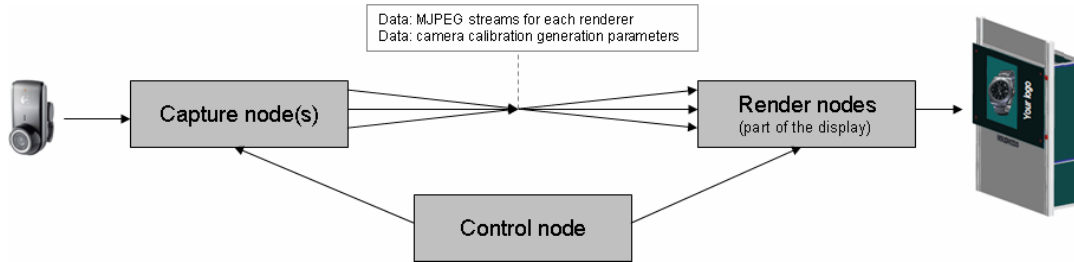 Data: MJPEG streams for each renderer
Data: camera calibration generation parameters
Capture node(s)
Render nodes
(part of the display)
Your logo
Control node